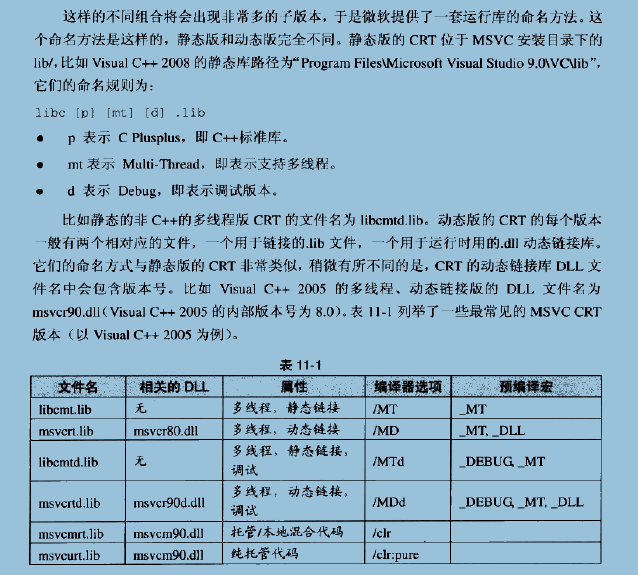 这样的不同组合将会出现非常多的子版本，于是微软提供了一套运行库的命名方法。这
个命名方法是这样的，静态版和动态版完全不同。静态版的 CRT 位于 MSVC 安装目录下的
lib/，比如 Visual C++ 2008 的静态库路径为“Program Files\Microsoft Visual Studio 9.0\VC\lib”，
它们的命名规则为：
libc [p] [mt] [d] .lib
● p 表示 C Plusplus，即 C++标准库。
● mt 表示 Multi-Thread，即表示支持多线程。
● d 表示 Debug，即表示调试版本。
比如静态的非 C++的多线程版 CRT 的文件名为 libcmtd.lib。动态版的 CRT 的每个版本
一般有两个相对应的文件，一个用于链接的.lib 文件，一个用于运行时用的.dll 动态链接库。
它们的命名方式与静态版的 CRT 非常类似，稍微有所不同的是，CRT 的动态链接库 DLL 文
件名中会包含版本号。比如 Visual C++ 2005 的多线程、动态链接版的 DLL 文件名为
msvcr90.dll（Visual C++ 2005 的内部版本号为 8.0）。表 11-1 列举了一些最常见的 MSVC CRT
版本（以 Visual C++ 2005 为例）。
表 11-1
文件名 相关的 DLL 属性 编译器选项 预编译宏
libcmt.lib 无 多线程，静态链接 /MT _MT
msvcrt.lib msvcr80.dll 多线程，动态链接 /MD _MT, _DLL
libcmtd.lib 无 多线程，静态链接，
调试 /MTd _DEBUG, _MT
msvcrtd.lib msvcr90d.dll 多线程，动态链接，
调试 /MDd _DEBUG, _MT, _DLL
msvcmrt.lib msvcm90.dll 托管/本地混合代码 /clr
msvcurt.lib msvcm90.dll 纯托管代码 /clr:pure